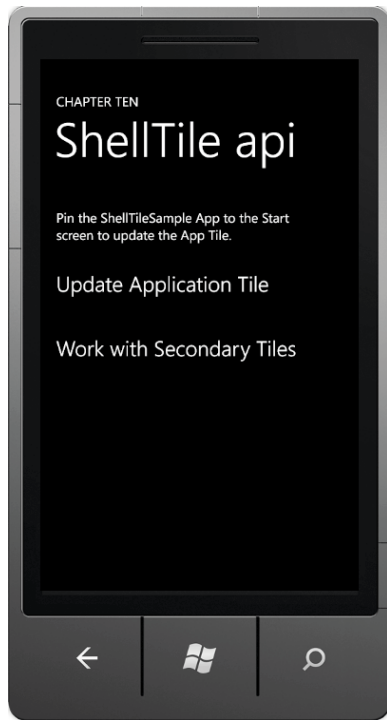 CHAPTER TEN
ShellTile api
Pin the ShellTileSample App to the Start
screen to update the App Tile.
Update Application Tile
Work with Secondary Tiles